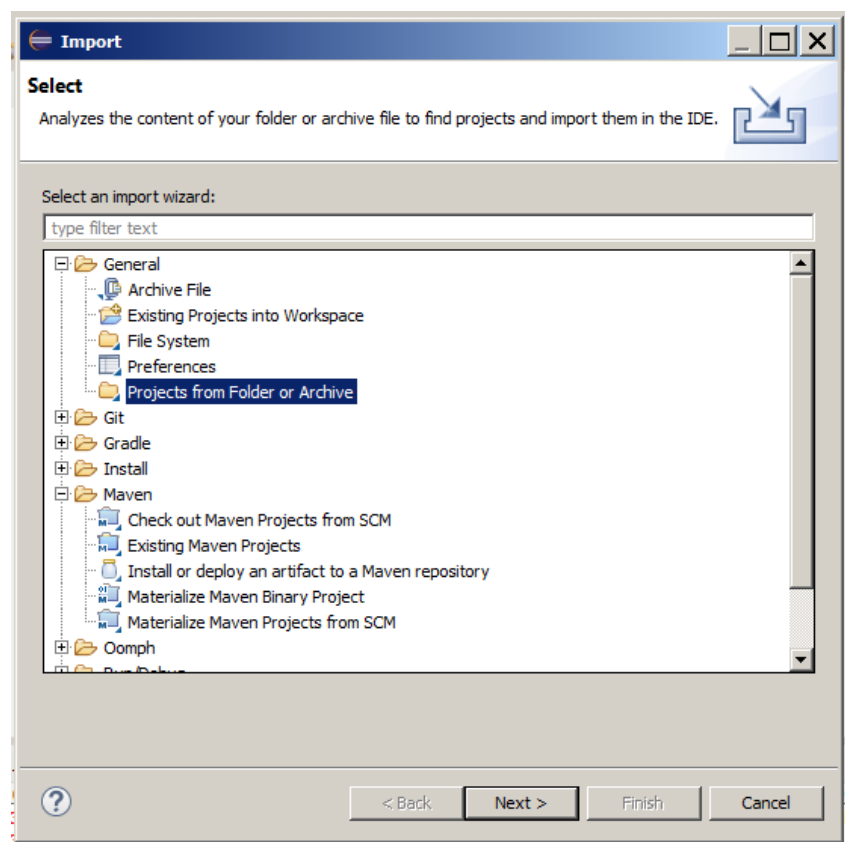 Import
Select
Analyzes the content of your folder or archive file to find projects and import them in the IDE.
Select an import wizard:
type filter text
General
Archive File
Existing Projects into Workspace
File System
Preferences
Projects from Folder or Archive
Git
Gradle
Install
Maven
Check out Maven Projects from SCM
Existing Maven Projects
Install or deploy an artifact to a Maven repository
Materialize Maven Binary Project
Materialize Maven Projects from SCM
Oomph
Run/Debug
< Back Next > Finish Cancel